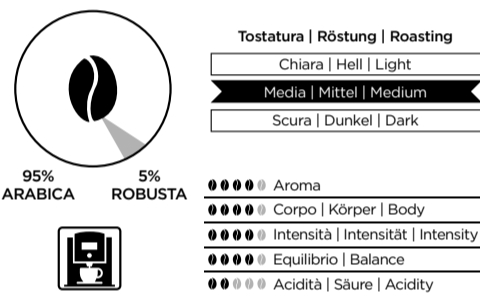 Tostatura | Röstung | Roasting
Chiara | Hell | Light
Media | Mittel | Medium
Scura | Dunkel | Dark
95%
ARABICA
5%
ROBUSTA
Aroma
Corpo | Körper | Body
Intensità | Intensität | Intensity
Equilibrio | Balance
Acidità | Säure | Acidity